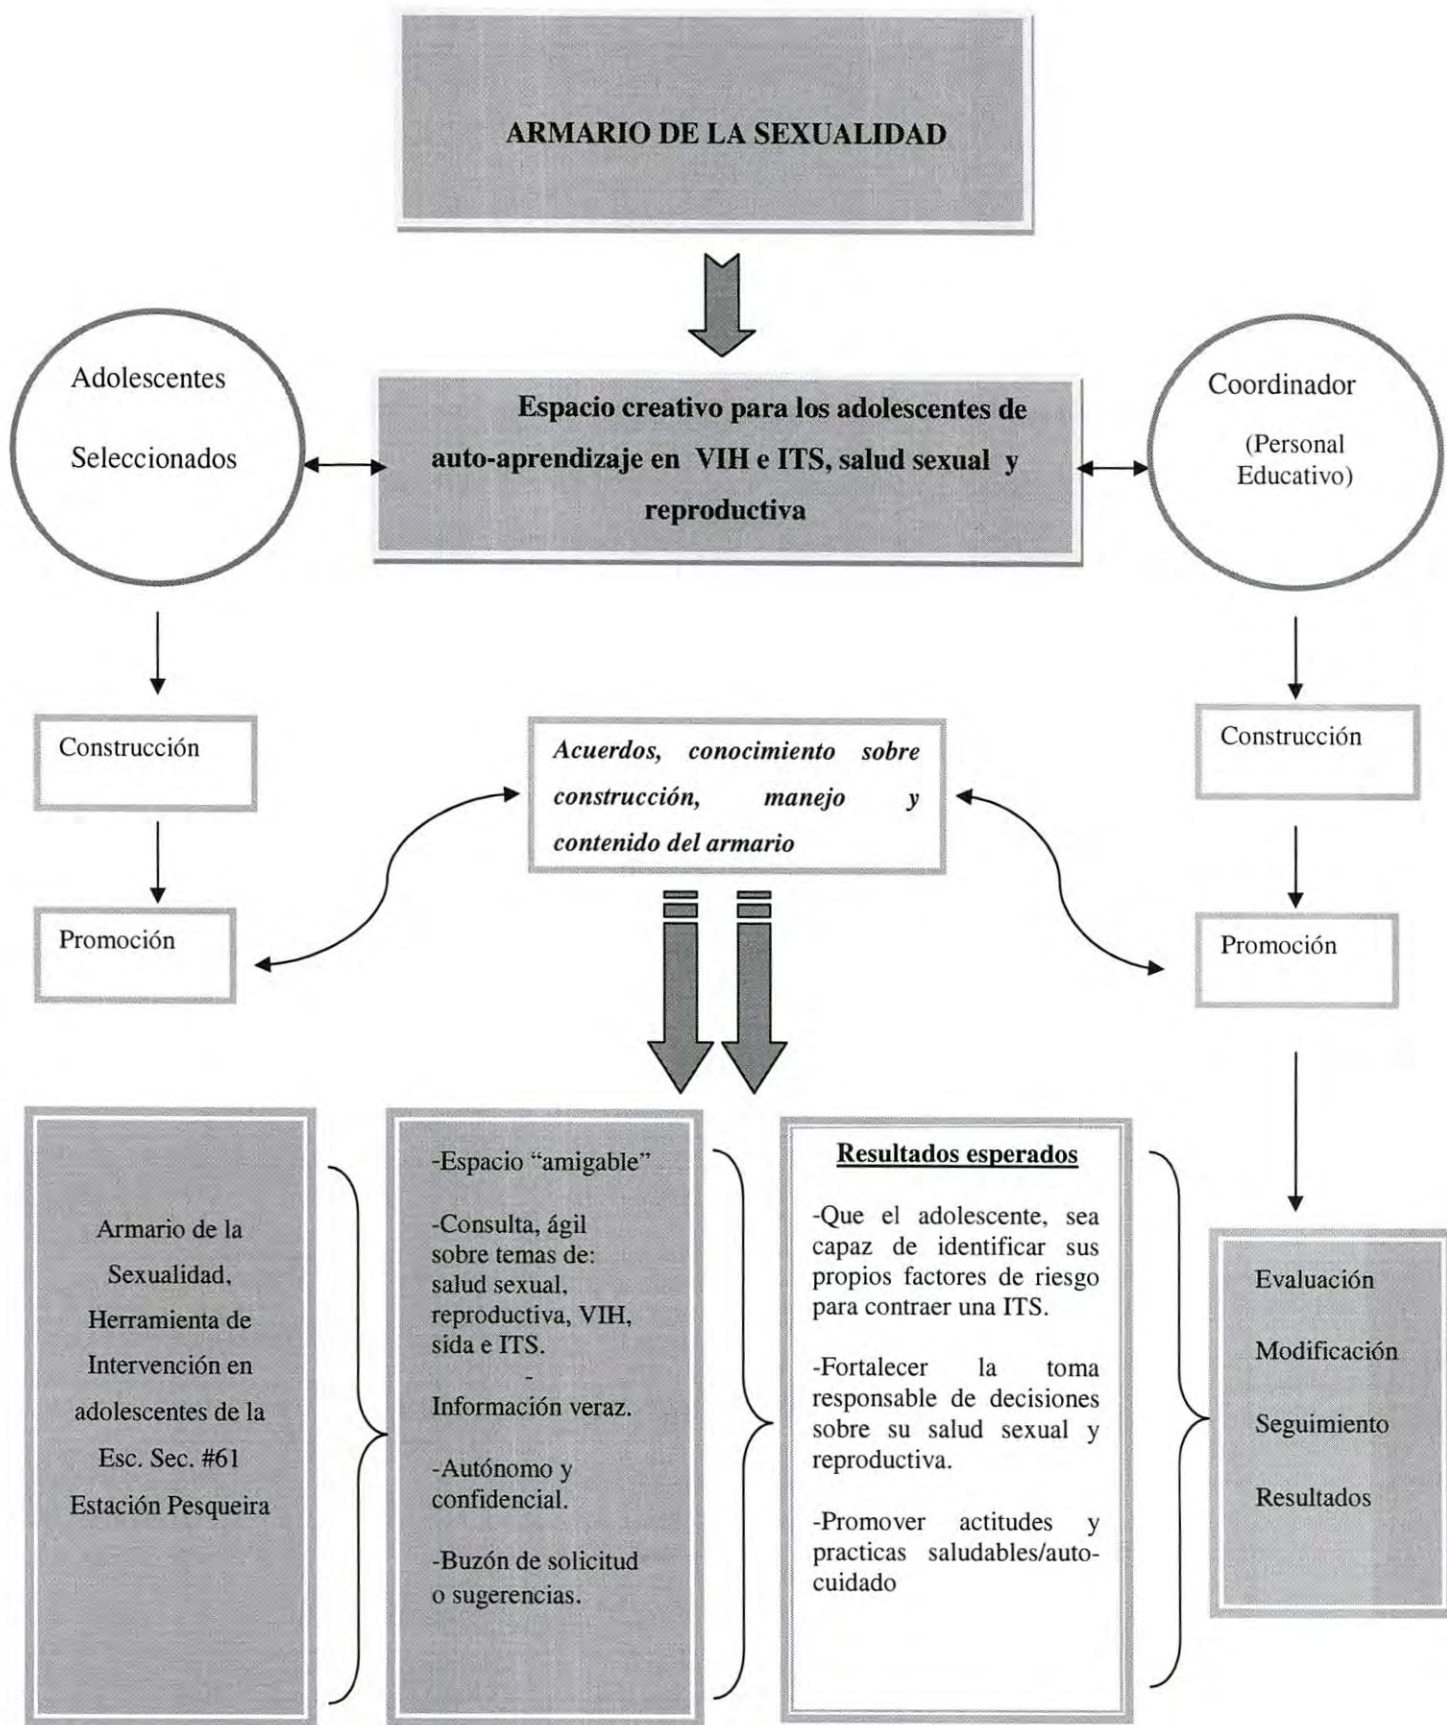 ARMARIO DE LA SEXUALIDAD
Adolescentes
Seleccionados
Espacio creativo para los adolescentes de
auto-aprendizaje en VIH e ITS, salud sexual y
reproductiva
Coordinador
(Personal
Educativo)
Construcción
Acuerdos, conocimiento sobre
construcción, manejo y
contenido del armario
Construcción
Promoción
Promoción
Armario de la
Sexualidad,
Herramienta de
Intervención en
adolescentes de la
Esc. Sec. #61
Estación Pesqueira
-Espacio “amigable”
-Consulta, ágil
sobre temas de:
salud sexual,
reproductiva, VIH,
sida e ITS.
-
Información veraz.
-Autónomo y
confidencial.
-Buzón de solicitud
o sugerencias.
Resultados esperados
-Que el adolescente, sea
capaz de identificar sus
propios factores de riesgo
para contraer una ITS.
-Fortalecer la toma
responsable de decisiones
sobre su salud sexual y
reproductiva.
-Promover actitudes y
practicas saludables/auto-
cuidado
Evaluación
Modificación
Seguimiento
Resultados